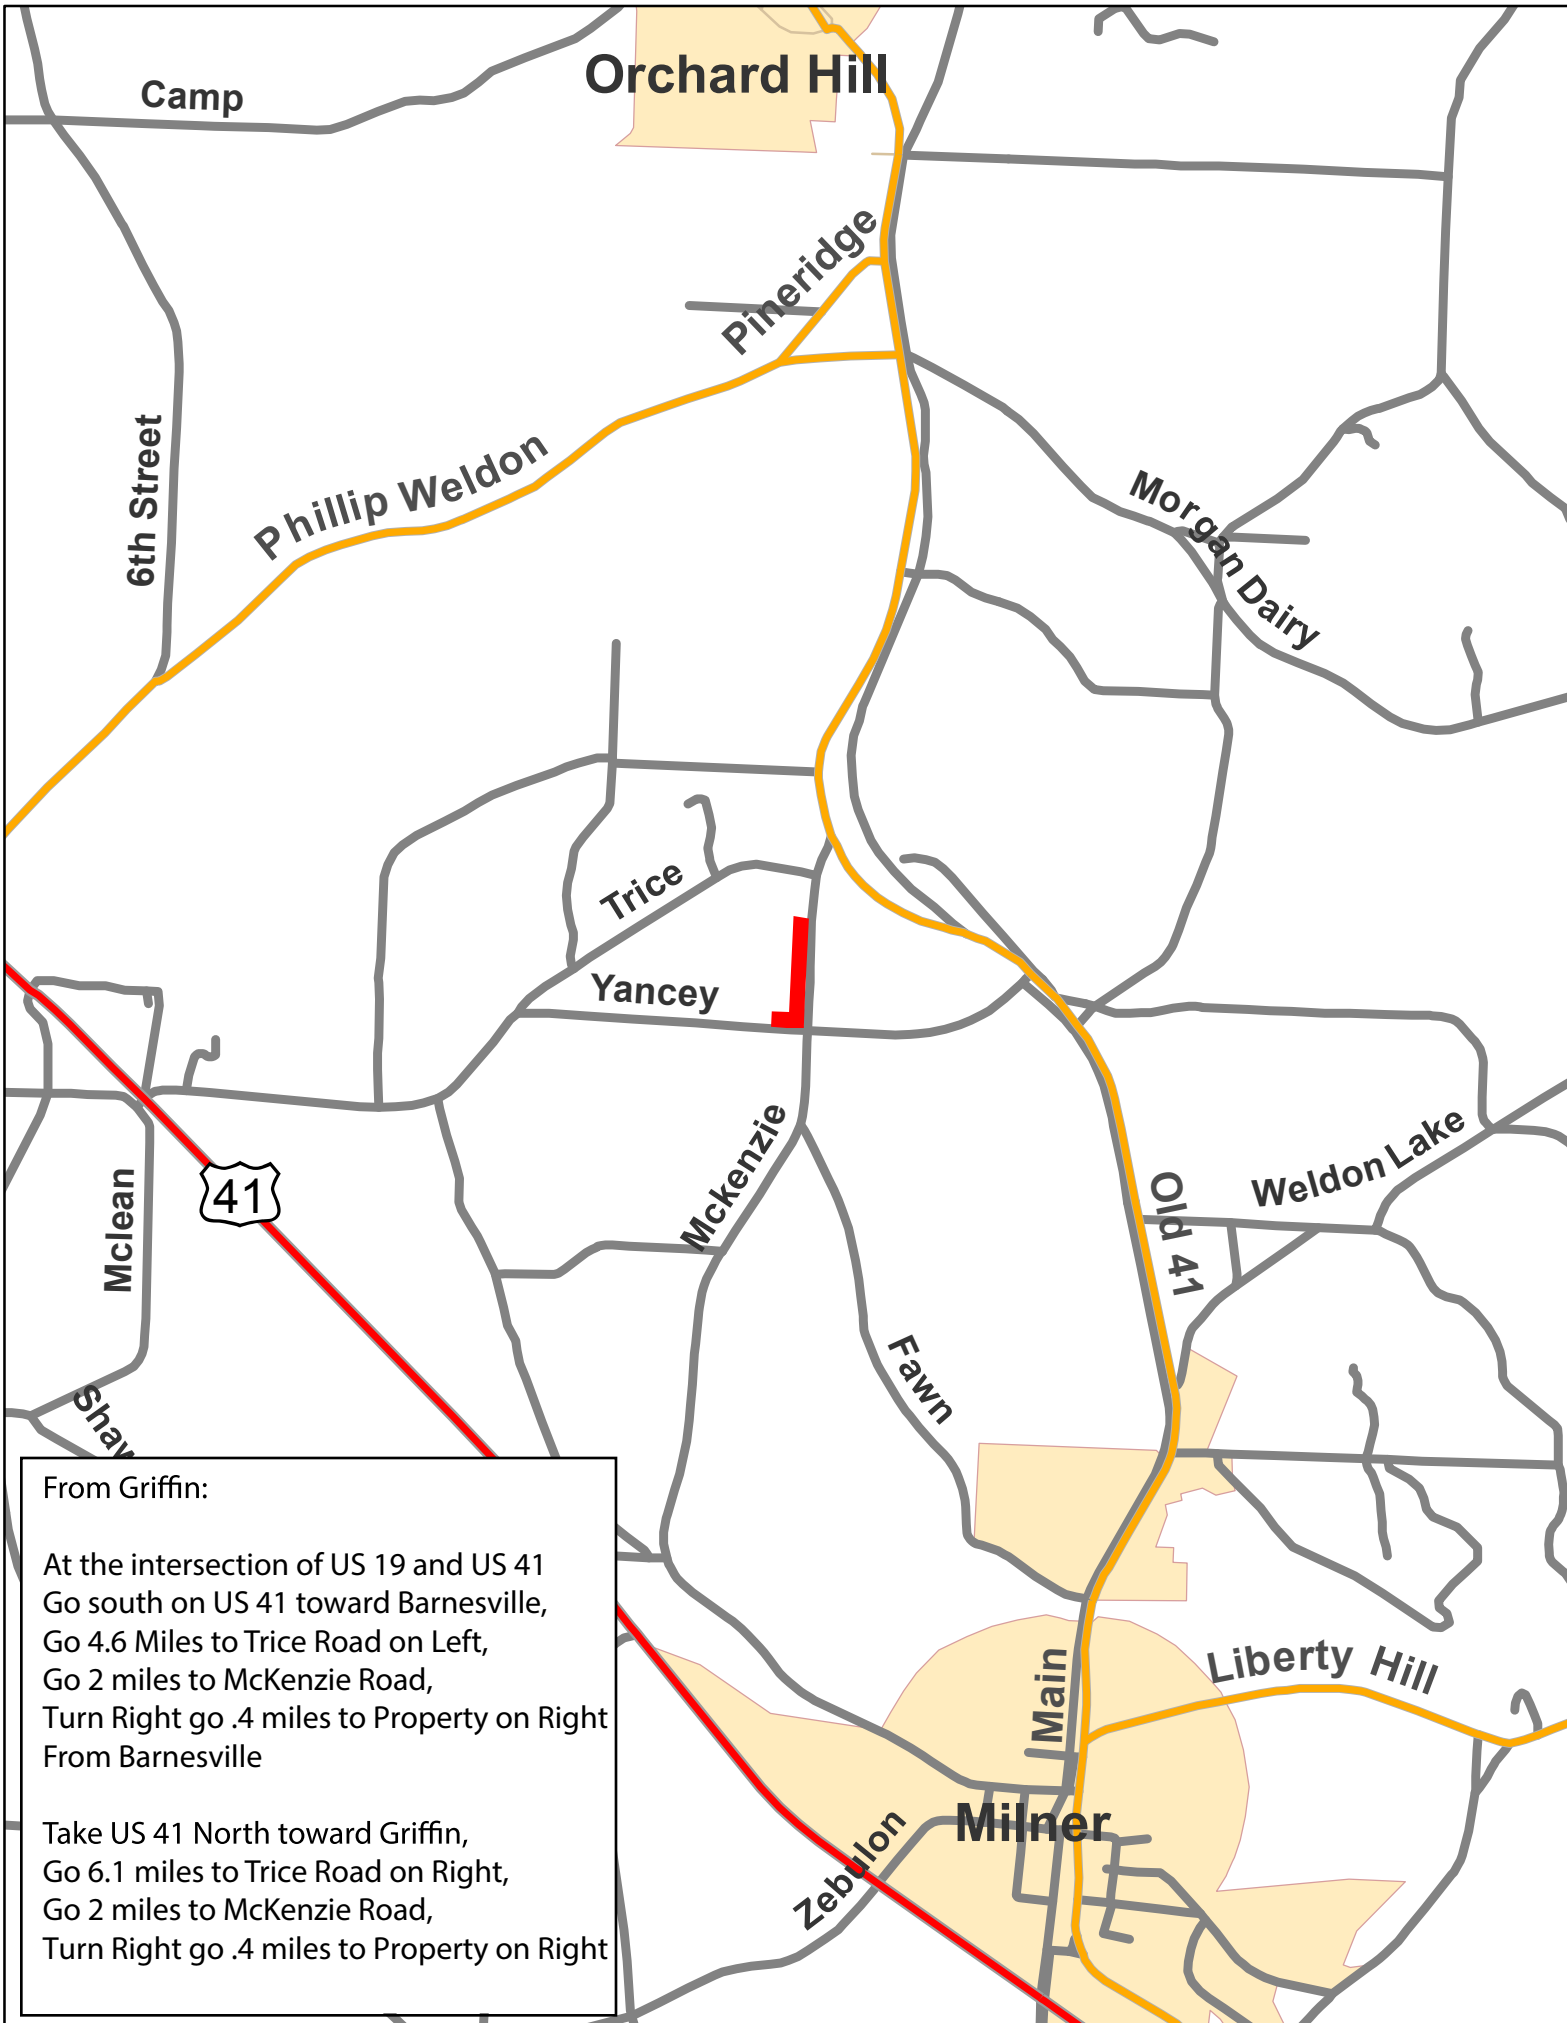 Orchard Hill
Camp
Pineridge
6th Street
Phillip Weldon
Morgan Dairy
Trice
Yancey
Mckenzie
Weldon Lake
Old 41
41
Mclean
Fawn
From Griffin:
At the intersection of US 19 and US 41
Go south on US 41 toward Barnesville,
Go 4.6 Miles to Trice Road on Left,
Go 2 miles to McKenzie Road,
Turn Right go .4 miles to Property on Right
From Barnesville
Take US 41 North toward Griffin,
Go 6.1 miles to Trice Road on Right,
Go 2 miles to McKenzie Road,
Turn Right go .4 miles to Property on Right
Liberty Hill
Main
Milner
Zebulon